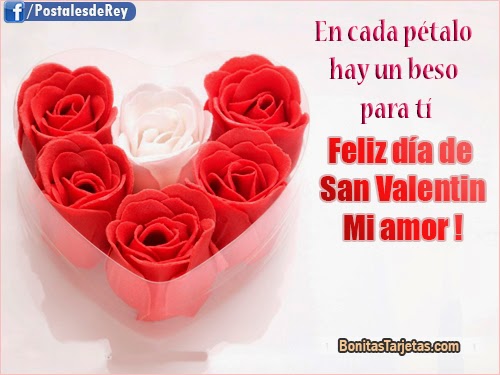 f /PostalesdeRey
En cada pétalo
hay un beso
para tí
Feliz día de
San Valentin
Mi amor !
BonitasTarjetas.com